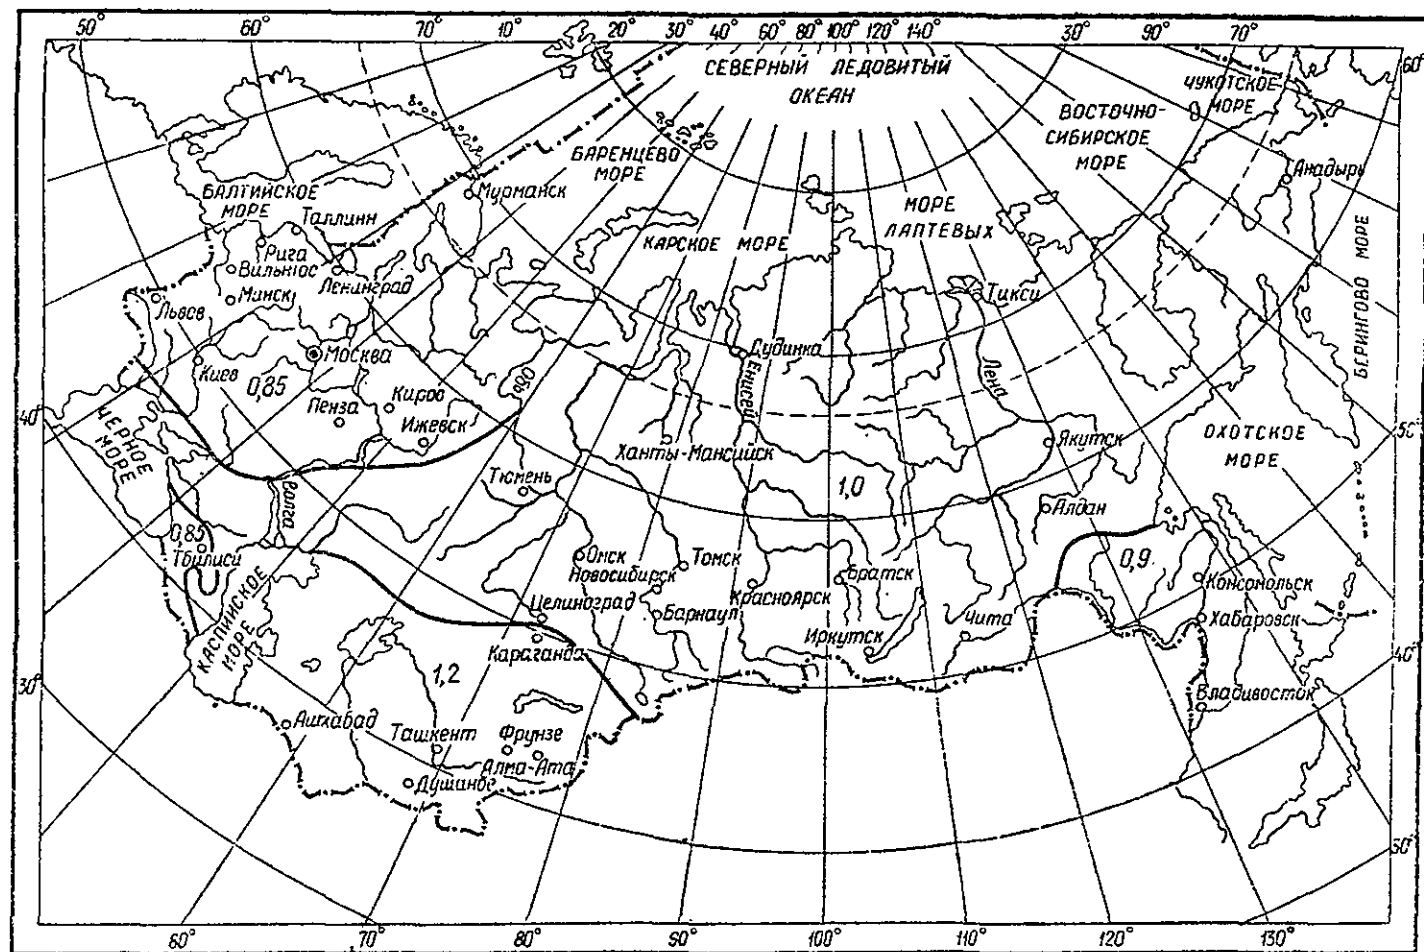 50° 60° 70° 10° 20° 30° 40° 60° 80° 100° 120° 140° 30° 90° 70°
60°
СЕВЕРНЫЙ ЛЕДОВИТЫЙ
ОКЕАН
ЧУКОТСКОЕ
МОРЕ
ВОСТОЧНО-
СИБИРСКОЕ
МОРЕ
БАРЕНЦЕВО
МОРЕ
Анадырь
БАЛТИЙСКОЕ
МОРЕ
Мурманск
Таллинн
МОРЕ
ЛАПТЕВЫХ
КАРСКОЕ МОРЕ
БЕРИНГОВО МОРЕ
Рига
Вильнюс
Ленинград
Минск
Львов
Тикси
Москва
Дудинка
Киев
0,85
Енисей
Лена
Обь
Киров
Пенза
Ижевск
40°
50°
ЧЕРНОЕ
МОРЕ
Ханты-Мансийск
Якутск
ОХОТСКОЕ
МОРЕ
Тюмень
1,0
Волга
Алдан
0,85
Тбилиси
Омск
Новосибирск
Томск
Братск
0,9
Комсомольск
КАСПИЙСКОЕ
МОРЕ
Целиноград
Барнаул
Красноярск
Чита
Хабаровск
Иркутск
Караганда
40°
30°
1,2
Владивосток
Ашхабад
Ташкент
Фрунзе
Алма-Ата
Душанбе
60° 70° 80° 90° 100° 110° 120° 130°